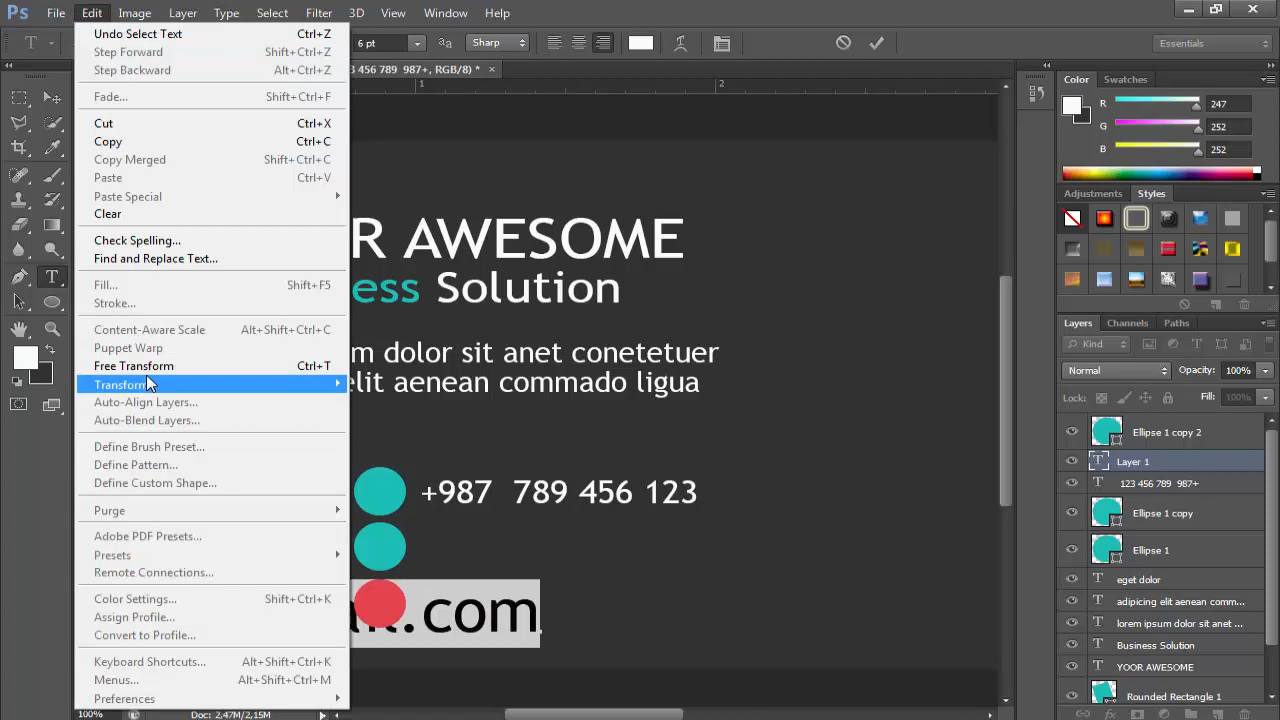 Ps File Edit Image Layer Type Select Filter 3D View Window Help
6 pt Sharp Essentials
3 456 789 987+, RGB/8) *
Undo Select Text Ctrl+Z
Step Forward Shift+Ctrl+Z
Step Backward Alt+Ctrl+Z
Fade... Shift+Ctrl+F
Cut Ctrl+X
Copy Ctrl+C
Copy Merged Shift+Ctrl+C
Paste Ctrl+V
Paste Special
Clear
Check Spelling...
Find and Replace Text...
Fill... Shift+F5
Stroke...
Content-Aware Scale Alt+Shift+Ctrl+C
Puppet Warp
Free Transform Ctrl+T
Transform
Auto-Align Layers...
Auto-Blend Layers...
Define Brush Preset...
Define Pattern...
Define Custom Shape...
Purge
Adobe PDF Presets...
Presets
Remote Connections...
Color Settings... Shift+Ctrl+K
Assign Profile...
Convert to Profile...
Keyboard Shortcuts... Alt+Shift+Ctrl+K
Menus... Alt+Shift+Ctrl+M
Preferences
100% Doc: 2,47M/2,15M
1 2
R AWESOME
ess Solution
m dolor sit anet conetetuer
elit aenean commado ligua
+987 789 456 123
.com
Color Swatches
R 247
G 252
B 252
Adjustments Styles
Layers Channels Paths
Kind
Normal Opacity: 100%
Lock: Fill: 100%
Ellipse 1 copy 2
Layer 1
123 456 789 987+
Ellipse 1 copy
Ellipse 1
eget dolor
adipicing elit aenean comm...
lorem ipsum dolor sit anet ...
Business Solution
YOOR AWESOME
Rounded Rectangle 1